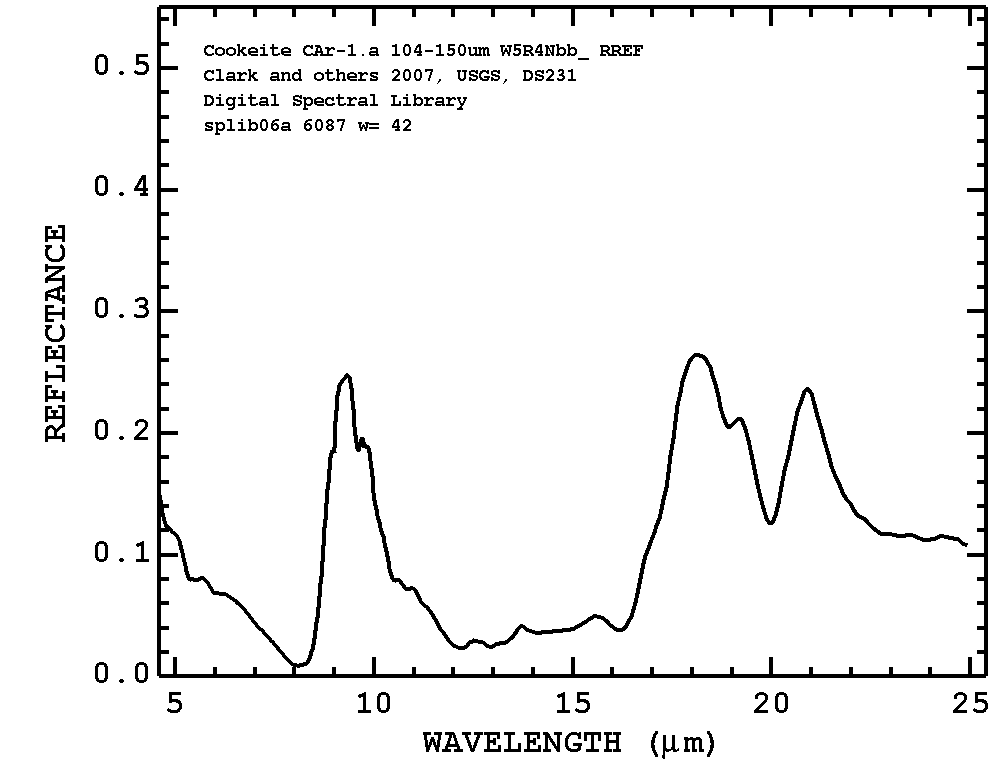 Cookeite CAr-1.a 104-150um W5R4Nbb_ RREF
Clark and others 2007, USGS, DS231
Digital Spectral Library
splib06a 6087 w= 42
0.5
0.4
0.3
0.2
0.1
0.0
REFLECTANCE
5 10 15 20 25
WAVELENGTH (μm)